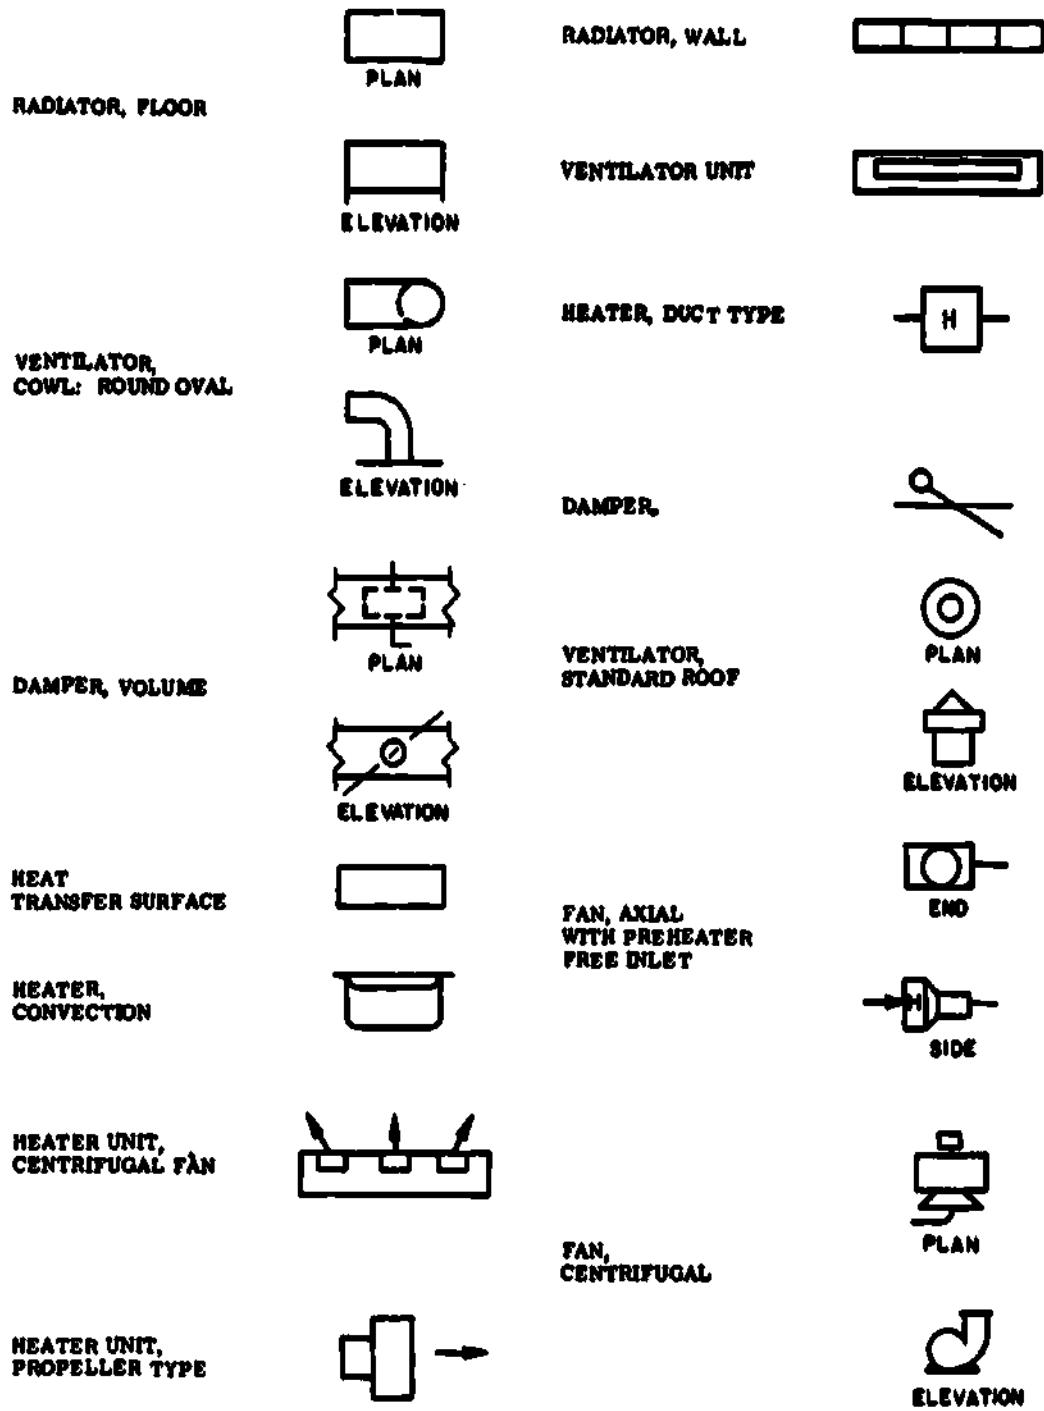 PLAN
RADIATOR, FLOOR
ELEVATION
PLAN
VENTILATOR,
COWL: ROUND OVAL
ELEVATION
PLAN
DAMPER, VOLUME
ELEVATION
HEAT
TRANSFER SURFACE
HEATER,
CONVECTION
HEATER UNIT,
CENTRIFUGAL FAN
HEATER UNIT,
PROPELLER TYPE
RADIATOR, WALL
VENTILATOR UNIT
HEATER, DUCT TYPE
H
DAMPER,
PLAN
VENTILATOR,
STANDARD ROOF
ELEVATION
END
FAN, AXIAL
WITH PREHEATER
FREE INLET
H
SIDE
PLAN
FAN,
CENTRIFUGAL
ELEVATION